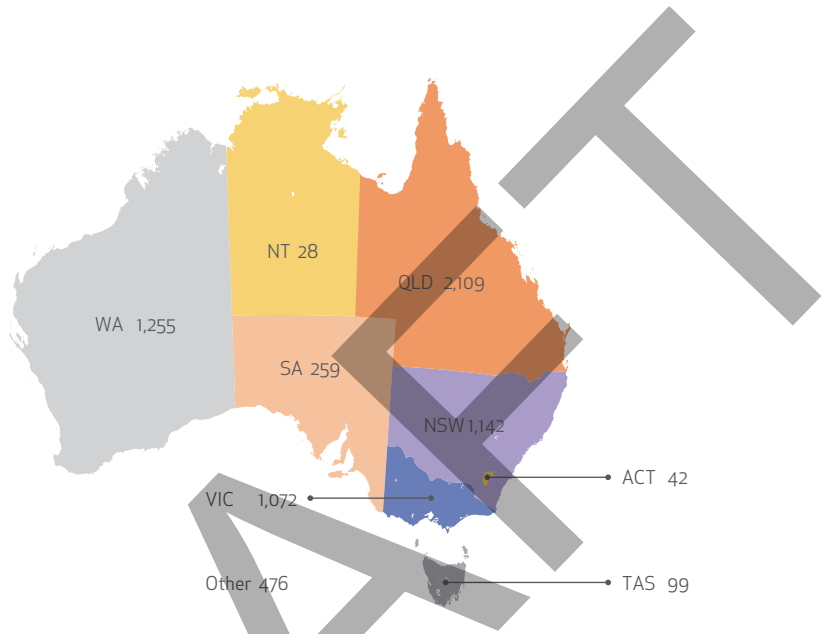 NT 28
QLD 2,109
WA 1,255
SA 259
NSW 1,142
ACT 42
VIC 1,072
Other 476
TAS 99